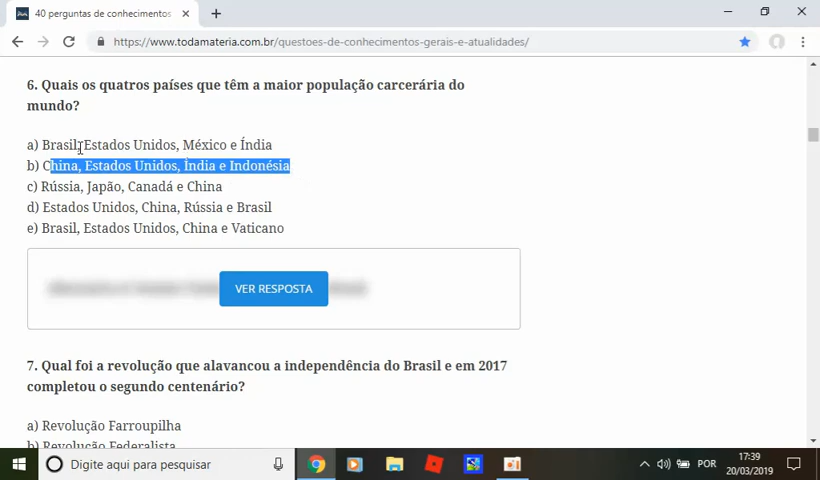 40 perguntas de conhecimentos
https://www.todamateria.com.br/questoes-de-conhecimentos-gerais-e-atualidades/
6. Quais os quatros países que têm a maior população carcerária do
mundo?
a) Brasil, Estados Unidos, México e Índia
b) China, Estados Unidos, Índia e Indonésia
c) Rússia, Japão, Canadá e China
d) Estados Unidos, China, Rússia e Brasil
e) Brasil, Estados Unidos, China e Vaticano
VER RESPOSTA
7. Qual foi a revolução que alavancou a independência do Brasil e em 2017
completou o segundo centenário?
a) Revolução Farroupilha
b) Revolução Federalista
Digite aqui para pesquisar
POR
17:39
20/03/2019